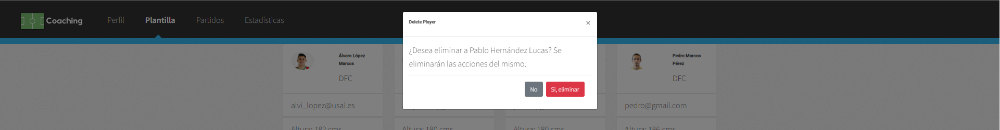 Coaching
Perfil
Plantilla
Partidos
Estadísticas
Delete Player
×
¿Desea eliminar a Pablo Hernández Lucas? Se
eliminarán las acciones del mismo.
No
Si, eliminar
Álvaro López
Marcos
DFC
alvi_lopez@usal.es
Altura: 182 cms
Altura: 180 cms
Altura: 180 cms
Pedro Marcos
Pérez
DFC
pedro@gmail.com
Altura: 186 cms